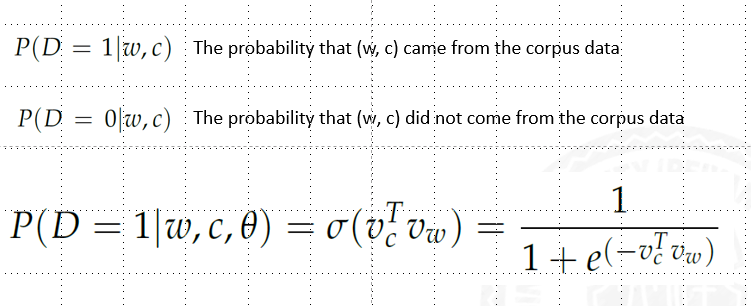 P(D = 1|w, c) The probability that (w, c) came from the corpus data
P(D = 0|w, c) The probability that (w, c) did not come from the corpus data
P(D = 1|w, c, θ) = σ(v_c^T v_w) = \frac{1}{1 + e^{(-v_c^T v_w)}}